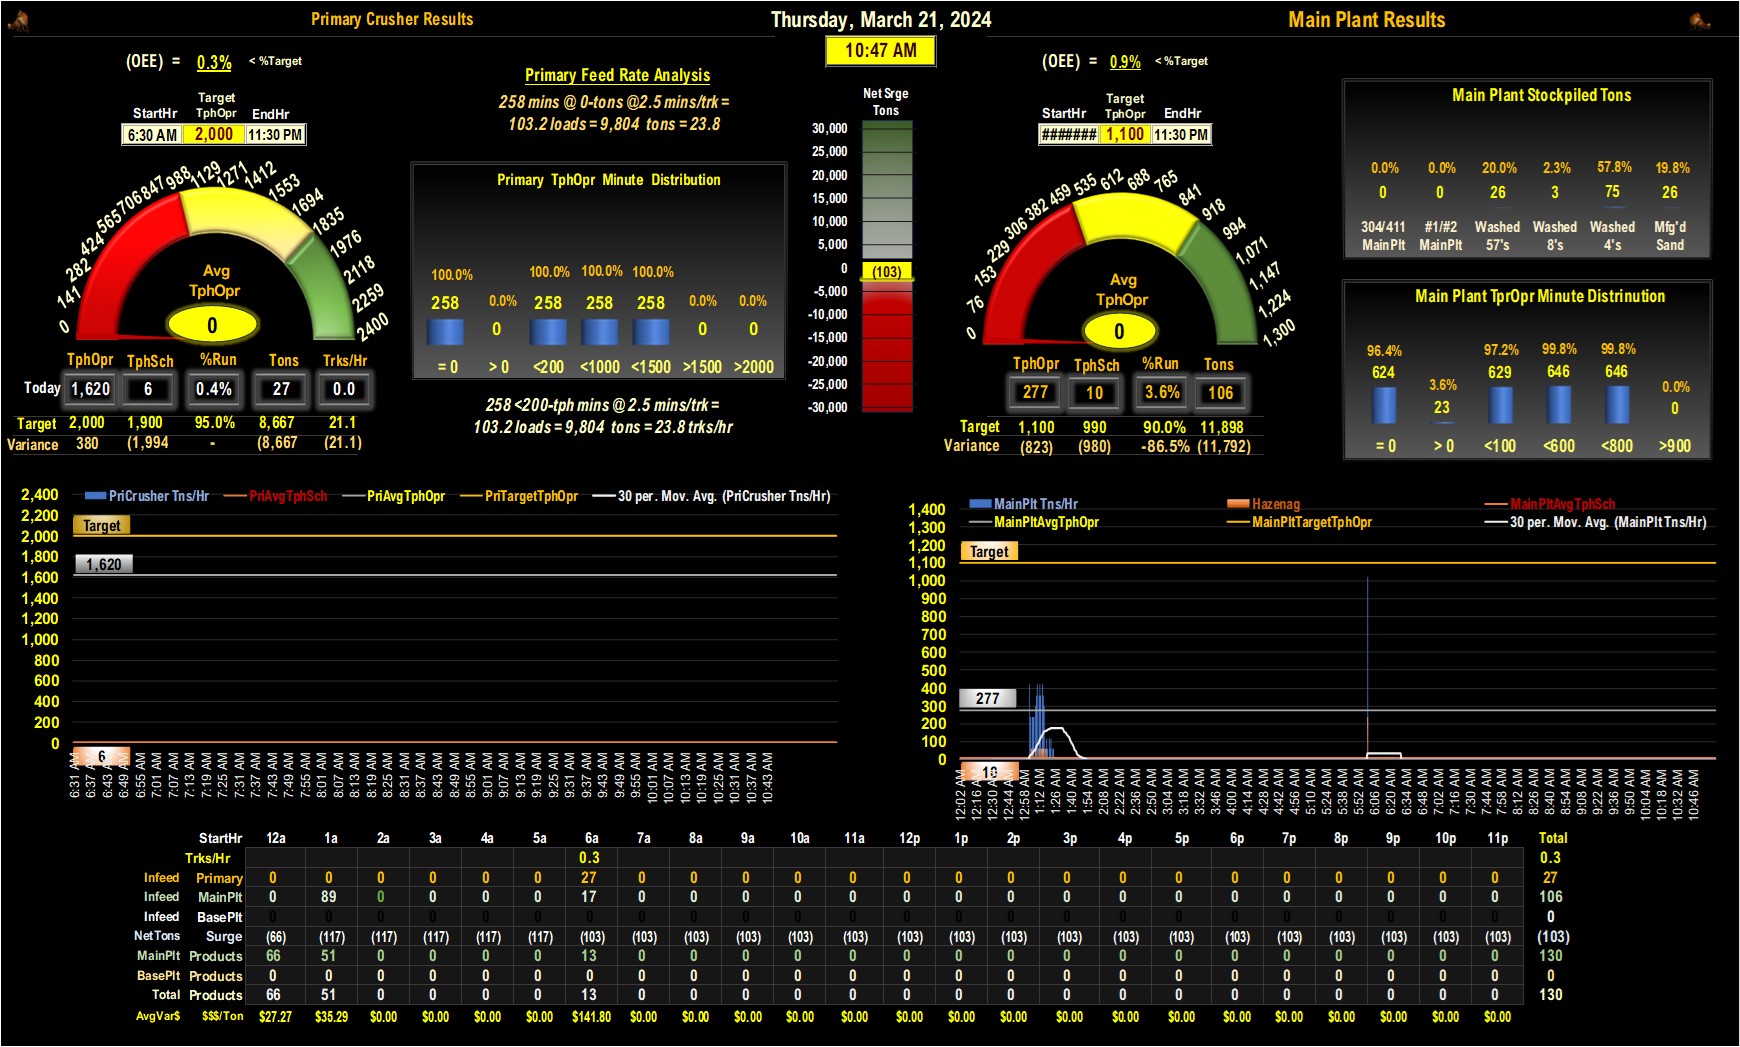 Primary Crusher Results
Thursday, March 21, 2024
Main Plant Results
10:47 AM
(OEE) = 0.3% < %Target
StartHr Target TphOpr EndHr
6:30 AM 2,000 11:30 PM
0 141 282 424 565 706 847 988 1129 1271 1412 1553 1694 1835 1976 2118 2259 2400
Avg
TphOpr
0
TphOpr TphSch %Run Tons Trks/Hr
Today 1,620 6 0.4% 27 0.0
Target 2,000 1,900 95.0% 8,667 21.1
Variance 380 (1,994 - (8,667 (21.1)
Primary Feed Rate Analysis
258 mins @ 0-tons @2.5 mins/trk =
103.2 loads = 9,804 tons = 23.8
Primary TphOpr Minute Distribution
100.0% 0.0% 100.0% 100.0% 100.0% 0.0% 0.0%
258 0 258 258 258 0 0
= 0 > 0 <200 <1000 <1500 >1500 >2000
258 <200-tph mins @ 2.5 mins/trk =
103.2 loads = 9,804 tons = 23.8 trks/hr
Net Srge
Tons
30,000
25,000
20,000
15,000
10,000
5,000
0
(103)
-5,000
-10,000
-15,000
-20,000
-25,000
-30,000
(OEE) = 0.9% < %Target
StartHr Target TphOpr EndHr
####### 1,100 11:30 PM
0 76 153 229 306 382 459 535 612 688 765 841 918 994 1,071 1,147 1,224 1,300
Avg
TphOpr
0
TphOpr TphSch %Run Tons
277 10 3.6% 106
Target 1,100 990 90.0% 11,898
Variance (823) (980) -86.5% (11,792)
Main Plant Stockpiled Tons
0.0% 0.0% 20.0% 2.3% 57.8% 19.8%
0 0 26 3 75 26
304/411 #1/#2 Washed Washed Washed Mfg'd
MainPlt MainPlt 57's 8's 4's Sand
Main Plant TprOpr Minute Distrinution
96.4% 3.6% 97.2% 99.8% 99.8% 0.0%
624 23 629 646 646 0
= 0 > 0 <100 <600 <800 >900
PriCrusher Tns/Hr PriAvgTphSch PriAvgTphOpr PriTargetTphOpr 30 per. Mov. Avg. (PriCrusher Tns/Hr)
2,400
2,200
Target
2,000
1,800
1,620
1,600
1,400
1,200
1,000
800
600
400
200
0
6
6:31 AM 6:37 AM 6:43 AM 6:49 AM 6:55 AM 7:01 AM 7:07 AM 7:13 AM 7:19 AM 7:25 AM 7:31 AM 7:37 AM 7:43 AM 7:49 AM 7:55 AM 8:01 AM 8:07 AM 8:13 AM 8:19 AM 8:25 AM 8:31 AM 8:37 AM 8:43 AM 8:49 AM 8:55 AM 9:01 AM 9:07 AM 9:13 AM 9:19 AM 9:25 AM 9:31 AM 9:37 AM 9:43 AM 9:49 AM 9:55 AM 10:01 AM 10:07 AM 10:13 AM 10:19 AM 10:25 AM 10:31 AM 10:37 AM 10:43 AM
MainPlt Tns/Hr Hazenag MainPltAvgTphSch
MainPltAvgTphOpr MainPltTargetTphOpr 30 per. Mov. Avg. (MainPlt Tns/Hr)
1,400
1,300
1,200
Target
1,100
1,000
900
800
700
600
500
400
277
300
200
100
0
10
12:02 AM 12:16 AM 12:30 AM 12:44 AM 12:58 AM 1:12 AM 1:26 AM 1:40 AM 1:54 AM 2:08 AM 2:22 AM 2:36 AM 2:50 AM 3:04 AM 3:18 AM 3:32 AM 3:46 AM 4:00 AM 4:14 AM 4:28 AM 4:42 AM 4:56 AM 5:10 AM 5:24 AM 5:38 AM 5:52 AM 6:06 AM 6:20 AM 6:34 AM 6:48 AM 7:02 AM 7:16 AM 7:30 AM 7:44 AM 7:58 AM 8:12 AM 8:26 AM 8:40 AM 8:54 AM 9:08 AM 9:22 AM 9:36 AM 9:50 AM 10:04 AM 10:18 AM 10:32 AM 10:46 AM
StartHr 12a 1a 2a 3a 4a 5a 6a 7a 8a 9a 10a 11a 12p 1p 2p 3p 4p 5p 6p 7p 8p 9p 10p 11p Total
Trks/Hr 0.3 0.3
Infeed Primary 0 0 0 0 0 0 27 0 0 0 0 0 0 0 0 0 0 0 0 0 0 0 0 0 27
Infeed MainPlt 0 89 0 0 0 0 17 0 0 0 0 0 0 0 0 0 0 0 0 0 0 0 0 0 106
Infeed BasePlt 0 0 0 0 0 0 0 0 0 0 0 0 0 0 0 0 0 0 0 0 0 0 0 0 0
NetTons Surge (66) (117) (117) (117) (117) (117) (103) (103) (103) (103) (103) (103) (103) (103) (103) (103) (103) (103) (103) (103) (103) (103) (103) (103) (103)
MainPlt Products 66 51 0 0 0 0 13 0 0 0 0 0 0 0 0 0 0 0 0 0 0 0 0 0 130
BasePlt Products 0 0 0 0 0 0 0 0 0 0 0 0 0 0 0 0 0 0 0 0 0 0 0 0 0
Total Products 66 51 0 0 0 0 13 0 0 0 0 0 0 0 0 0 0 0 0 0 0 0 0 0 130
AvgVar$ $$$/Ton $27.27 $35.29 $0.00 $0.00 $0.00 $0.00 $141.80 $0.00 $0.00 $0.00 $0.00 $0.00 $0.00 $0.00 $0.00 $0.00 $0.00 $0.00 $0.00 $0.00 $0.00 $0.00 $0.00 $0.00